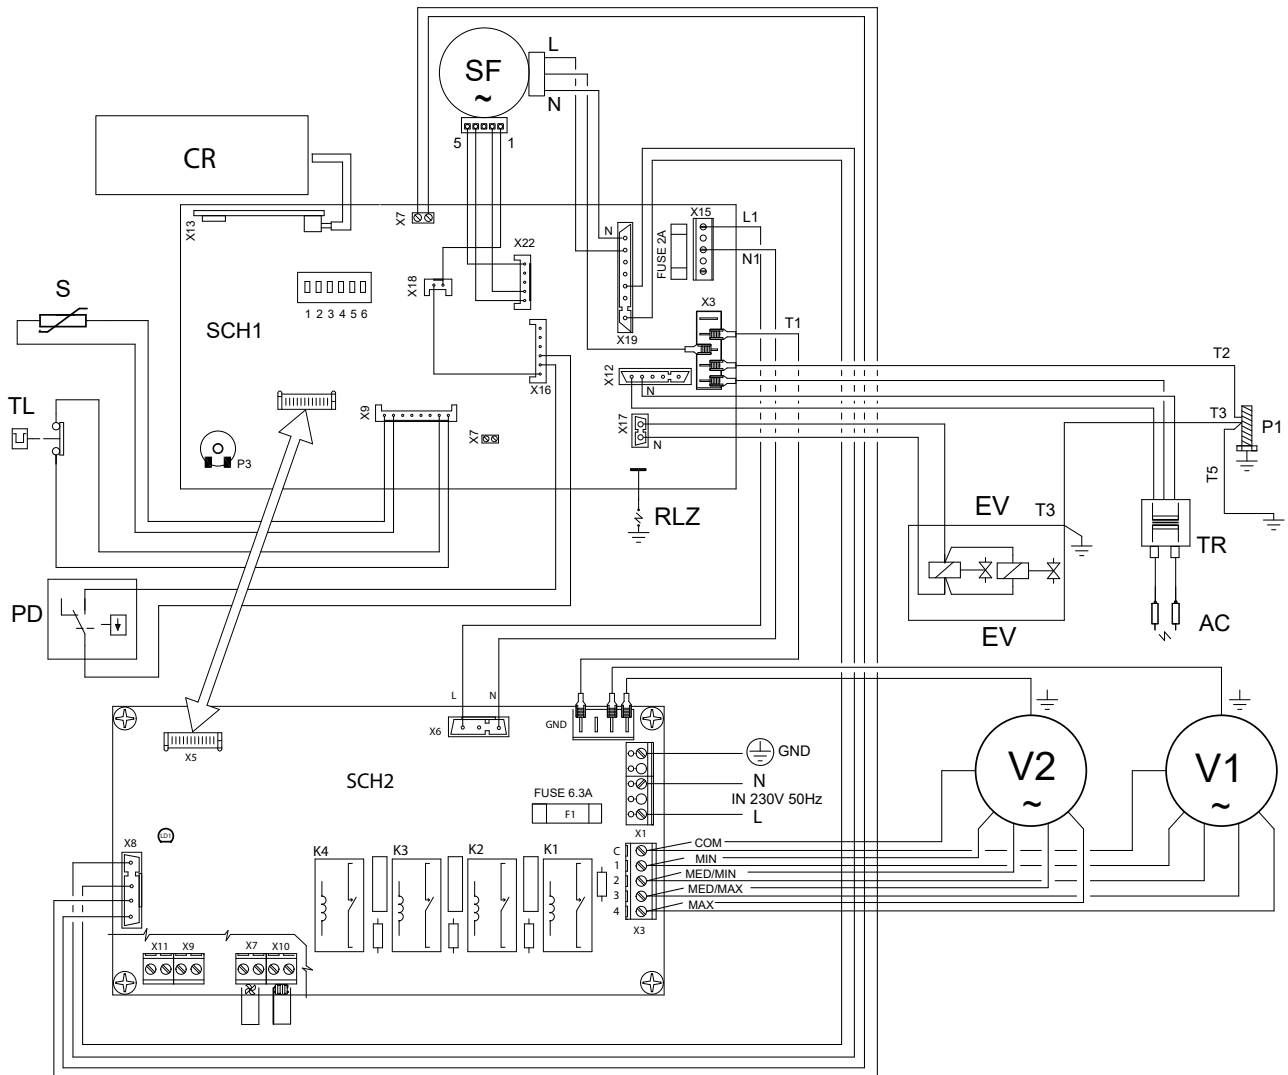 L
SF
~
N
5 1
CR
X13
X7
X15
L1
N
FUSE 2A
N1
X22
X18
S
1 2 3 4 5 6
SCH1
X3
T1
X19
T2
X12
N
X16
TL
X9
X7
X17
N
T3
P1
P3
T5
RLZ
EV
T3
TR
PD
EV
AC
L N
X6
GND
X5
SCH2
GND
N
IN 230V 50Hz
L
FUSE 6.3A
F1
X1
V2
~
V1
~
LD1
X8
K4 K3 K2 K1
C COM
1 MIN
2 MED/MIN
3 MED/MAX
4 MAX
X3
X11 X9 X7 X10